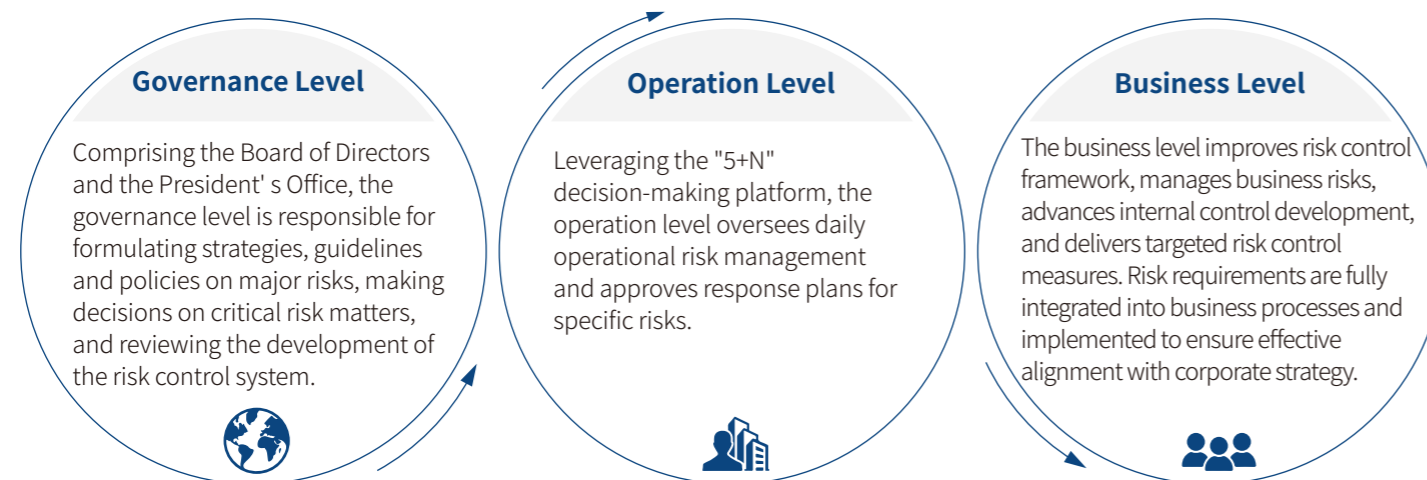 Governance Level
Comprising the Board of Directors
and the President' s Office, the
governance level is responsible for
formulating strategies, guidelines
and policies on major risks, making
decisions on critical risk matters,
and reviewing the development of
the risk control system.
Operation Level
Leveraging the "5+N"
decision-making platform, the
operation level oversees daily
operational risk management
and approves response plans for
specific risks.
Business Level
The business level improves risk control
framework, manages business risks,
advances internal control development,
and delivers targeted risk control
measures. Risk requirements are fully
integrated into business processes and
implemented to ensure effective
alignment with corporate strategy.